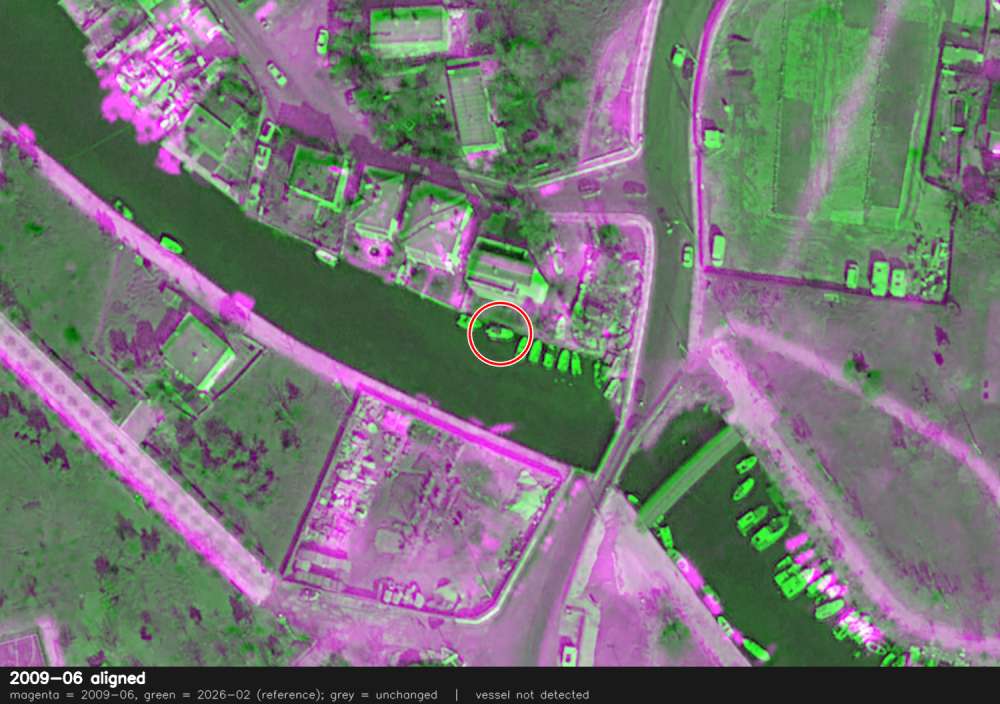 2009-06 aligned
magenta = 2009-06, green = 2026-02 (reference); grey = unchanged | vessel not detected